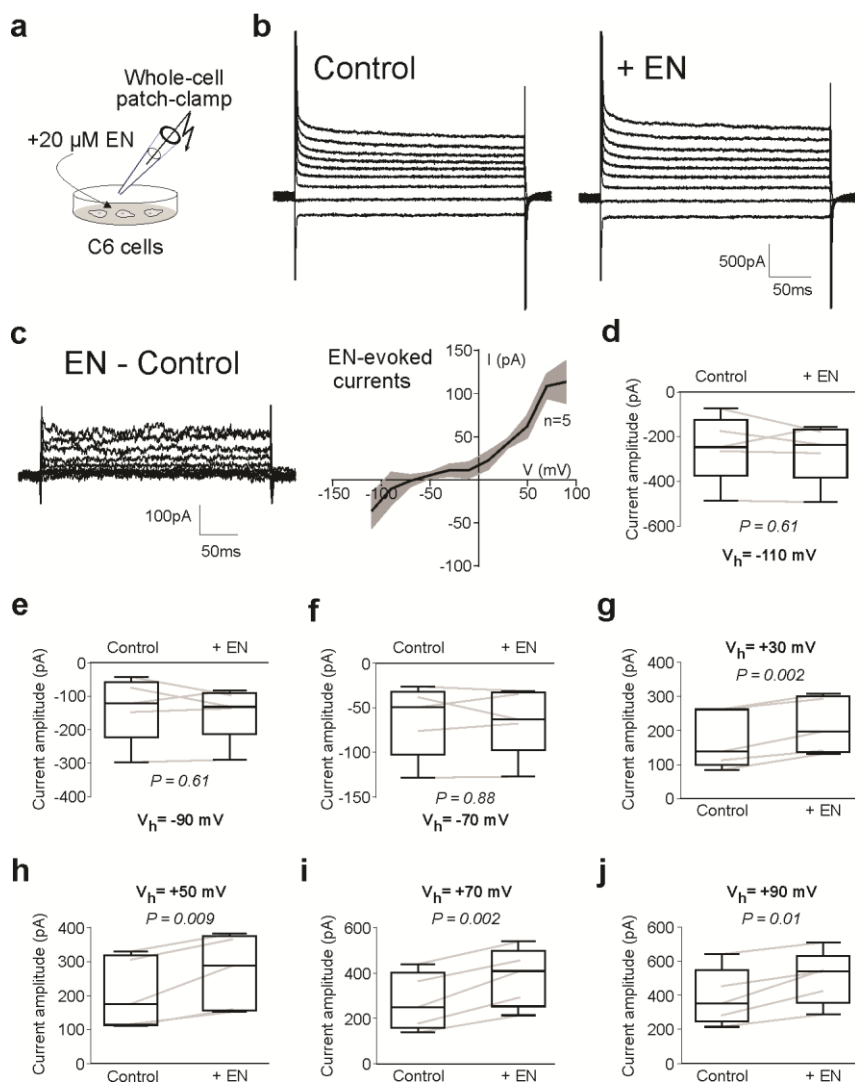 a
Whole-cell
patch-clamp
+20 µM EN
C6 cells
b
Control
+ EN
500pA
50ms
c
EN - Control
100pA
50ms
EN-evoked
currents
I (pA)
150
100
50
n=5
V (mV)
-150
-100
-50
50
100
-50
-100
d
Control
+ EN
Current amplitude (pA)
0
-200
-400
-600
P = 0.61
Vh= -110 mV
e
Control
+ EN
Current amplitude (pA)
0
-100
-200
-300
-400
P = 0.61
Vh= -90 mV
f
Control
+ EN
Current amplitude (pA)
0
-50
-100
-150
P = 0.88
Vh= -70 mV
g
Vh= +30 mV
P = 0.002
Current amplitude (pA)
400
300
200
100
0
Control
+ EN
h
Vh= +50 mV
P = 0.009
Current amplitude (pA)
400
300
200
100
0
Control
+ EN
i
Vh= +70 mV
P = 0.002
Current amplitude (pA)
600
400
200
0
Control
+ EN
j
Vh= +90 mV
P = 0.01
Current amplitude (pA)
600
400
200
0
Control
+ EN